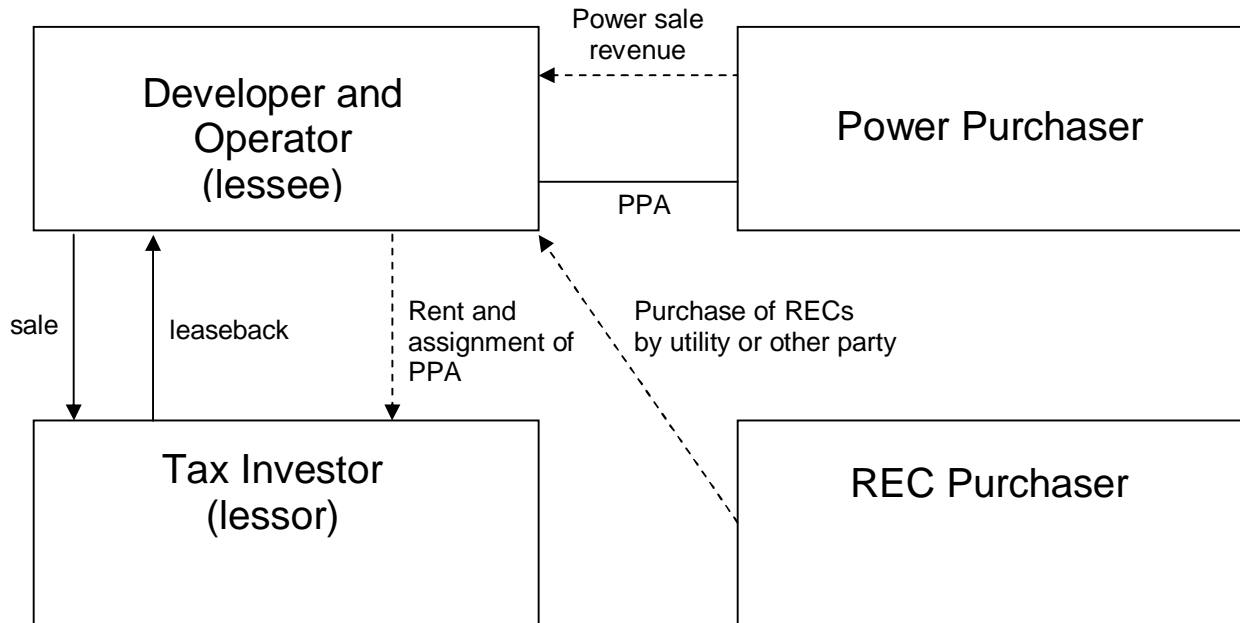 Power sale
revenue
Developer and
Operator
(lessee)
Power Purchaser
PPA
sale
leaseback
Rent and
assignment of
PPA
Purchase of RECs
by utility or other party
Tax Investor
(lessor)
REC Purchaser